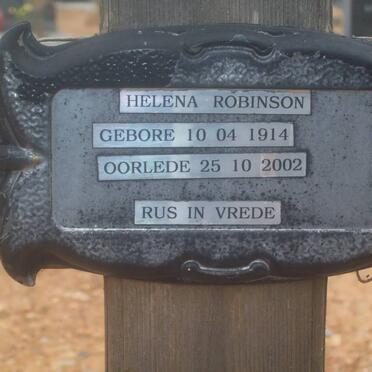 HELENA ROBINSON
GEBORE 10 04 1914
OORLEDE 25 10 2002
RUS IN VREDE